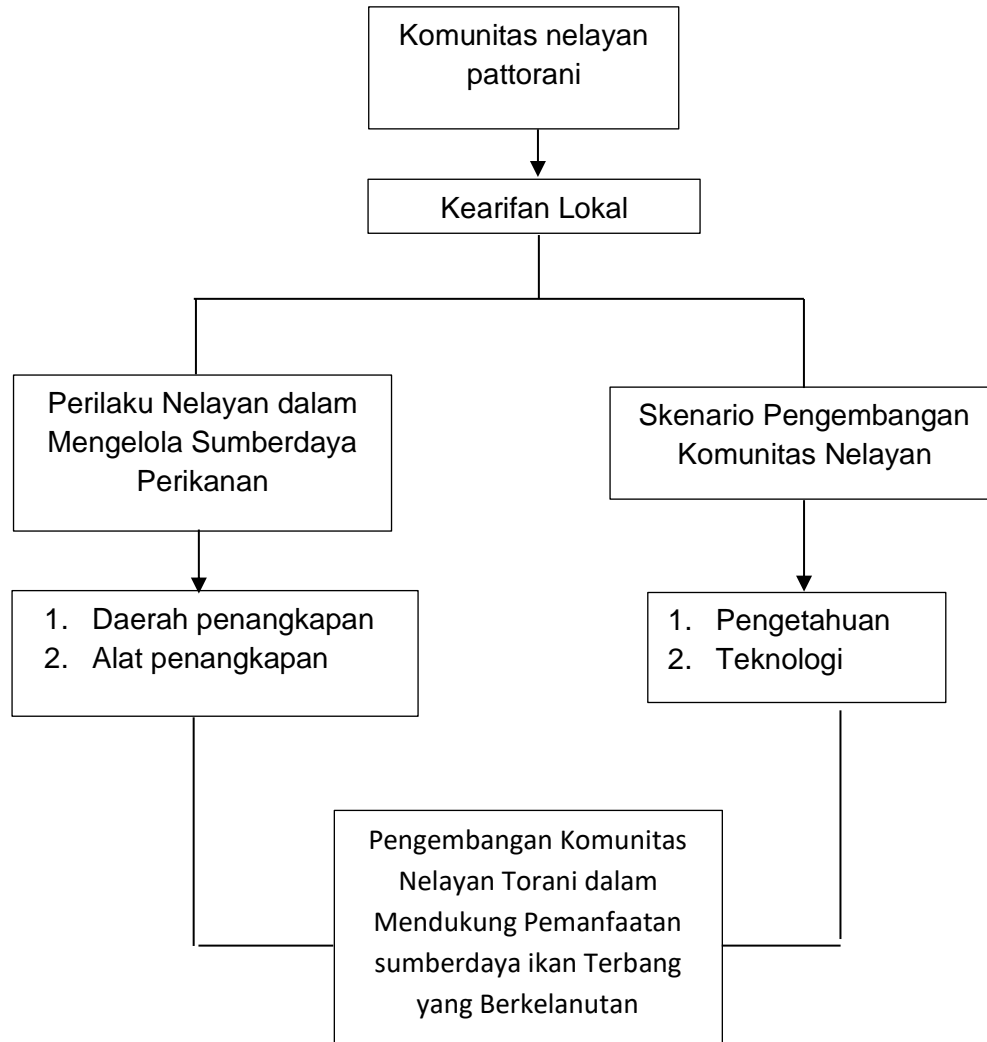 Komunitas nelayan
pattorani
Kearifan Lokal
Perilaku Nelayan dalam
Mengelola Sumberdaya
Perikanan
Skenario Pengembangan
Komunitas Nelayan
1. Daerah penangkapan
2. Alat penangkapan
1. Pengetahuan
2. Teknologi
Pengembangan Komunitas
Nelayan Torani dalam
Mendukung Pemanfaatan
sumberdaya ikan Terbang
yang Berkelanutan